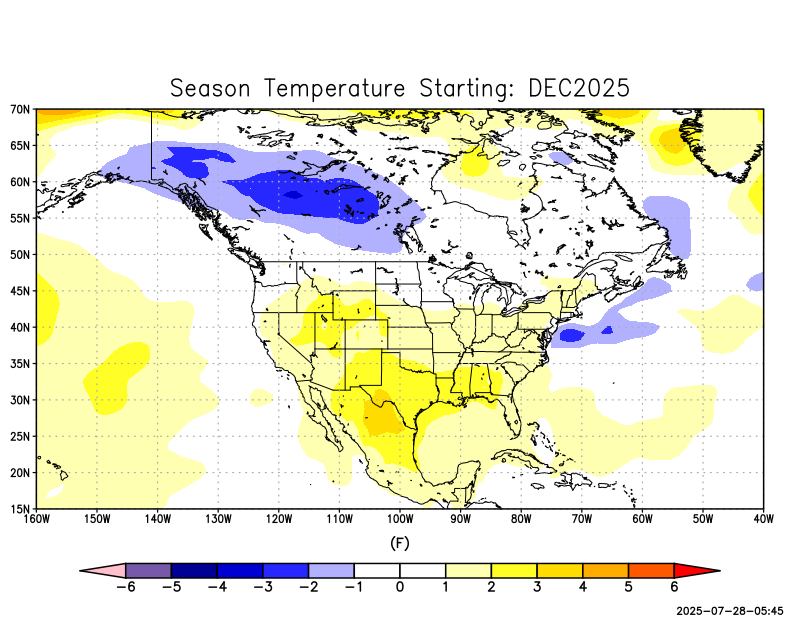 Season Temperature Starting: DEC2025
70N
65N
60N
55N
50N
45N
40N
35N
30N
25N
20N
15N
160W 150W 140W 130W 120W 110W 100W 90W 80W 70W 60W 50W 40W
(F)
−6 −5 −4 −3 −2 −1 0 1 2 3 4 5 6
2025-07-28-05:45